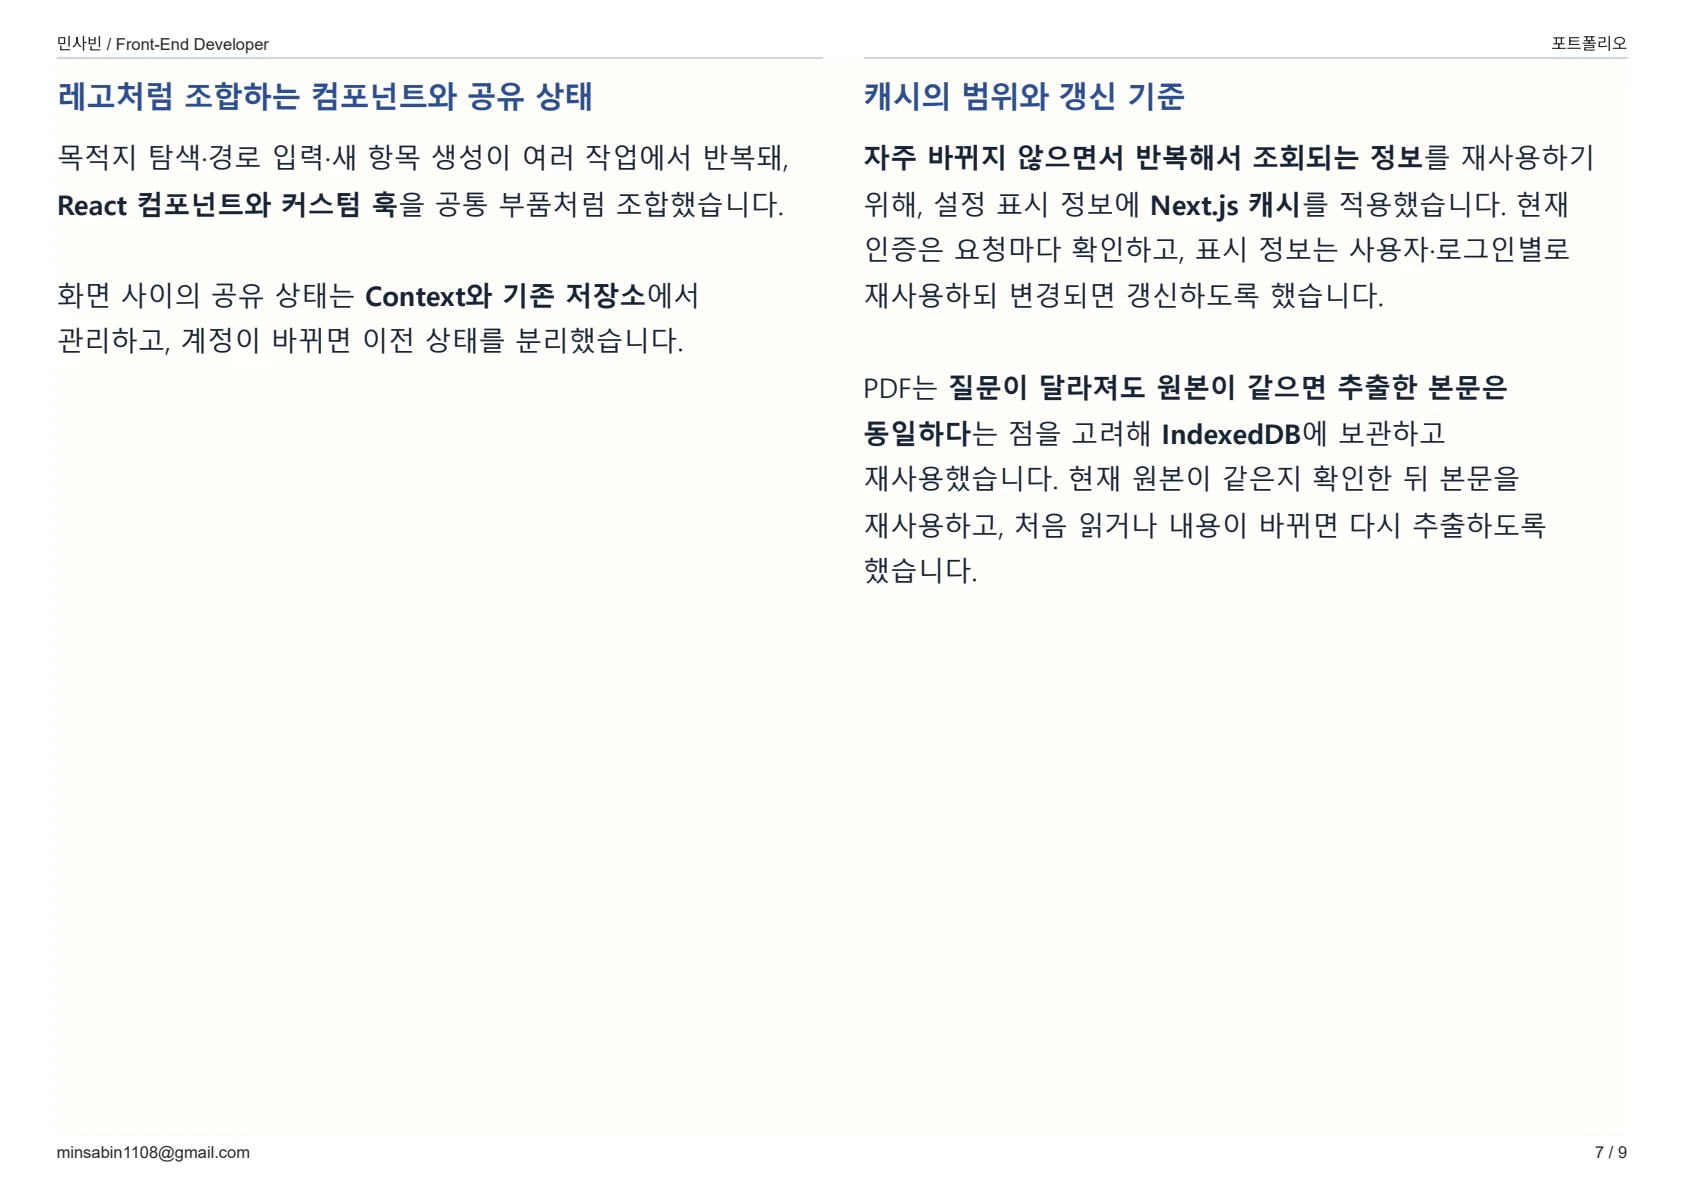 민사빈 / Front-End Developer
포트폴리오
레고처럼 조합하는 컴포넌트와 공유 상태
목적지 탐색·경로 입력·새 항목 생성이 여러 작업에서 반복돼,
React 컴포넌트와 커스텀 훅을 공통 부품처럼 조합했습니다.
화면 사이의 공유 상태는 Context와 기존 저장소에서
관리하고, 계정이 바뀌면 이전 상태를 분리했습니다.
캐시의 범위와 갱신 기준
자주 바뀌지 않으면서 반복해서 조회되는 정보를 재사용하기
위해, 설정 표시 정보에 Next.js 캐시를 적용했습니다. 현재
인증은 요청마다 확인하고, 표시 정보는 사용자·로그인별로
재사용하되 변경되면 갱신하도록 했습니다.
PDF는 질문이 달라져도 원본이 같으면 추출한 본문은
동일하다는 점을 고려해 IndexedDB에 보관하고
재사용했습니다. 현재 원본이 같은지 확인한 뒤 본문을
재사용하고, 처음 읽거나 내용이 바뀌면 다시 추출하도록
했습니다.
minsabin1108@gmail.com
7 / 9